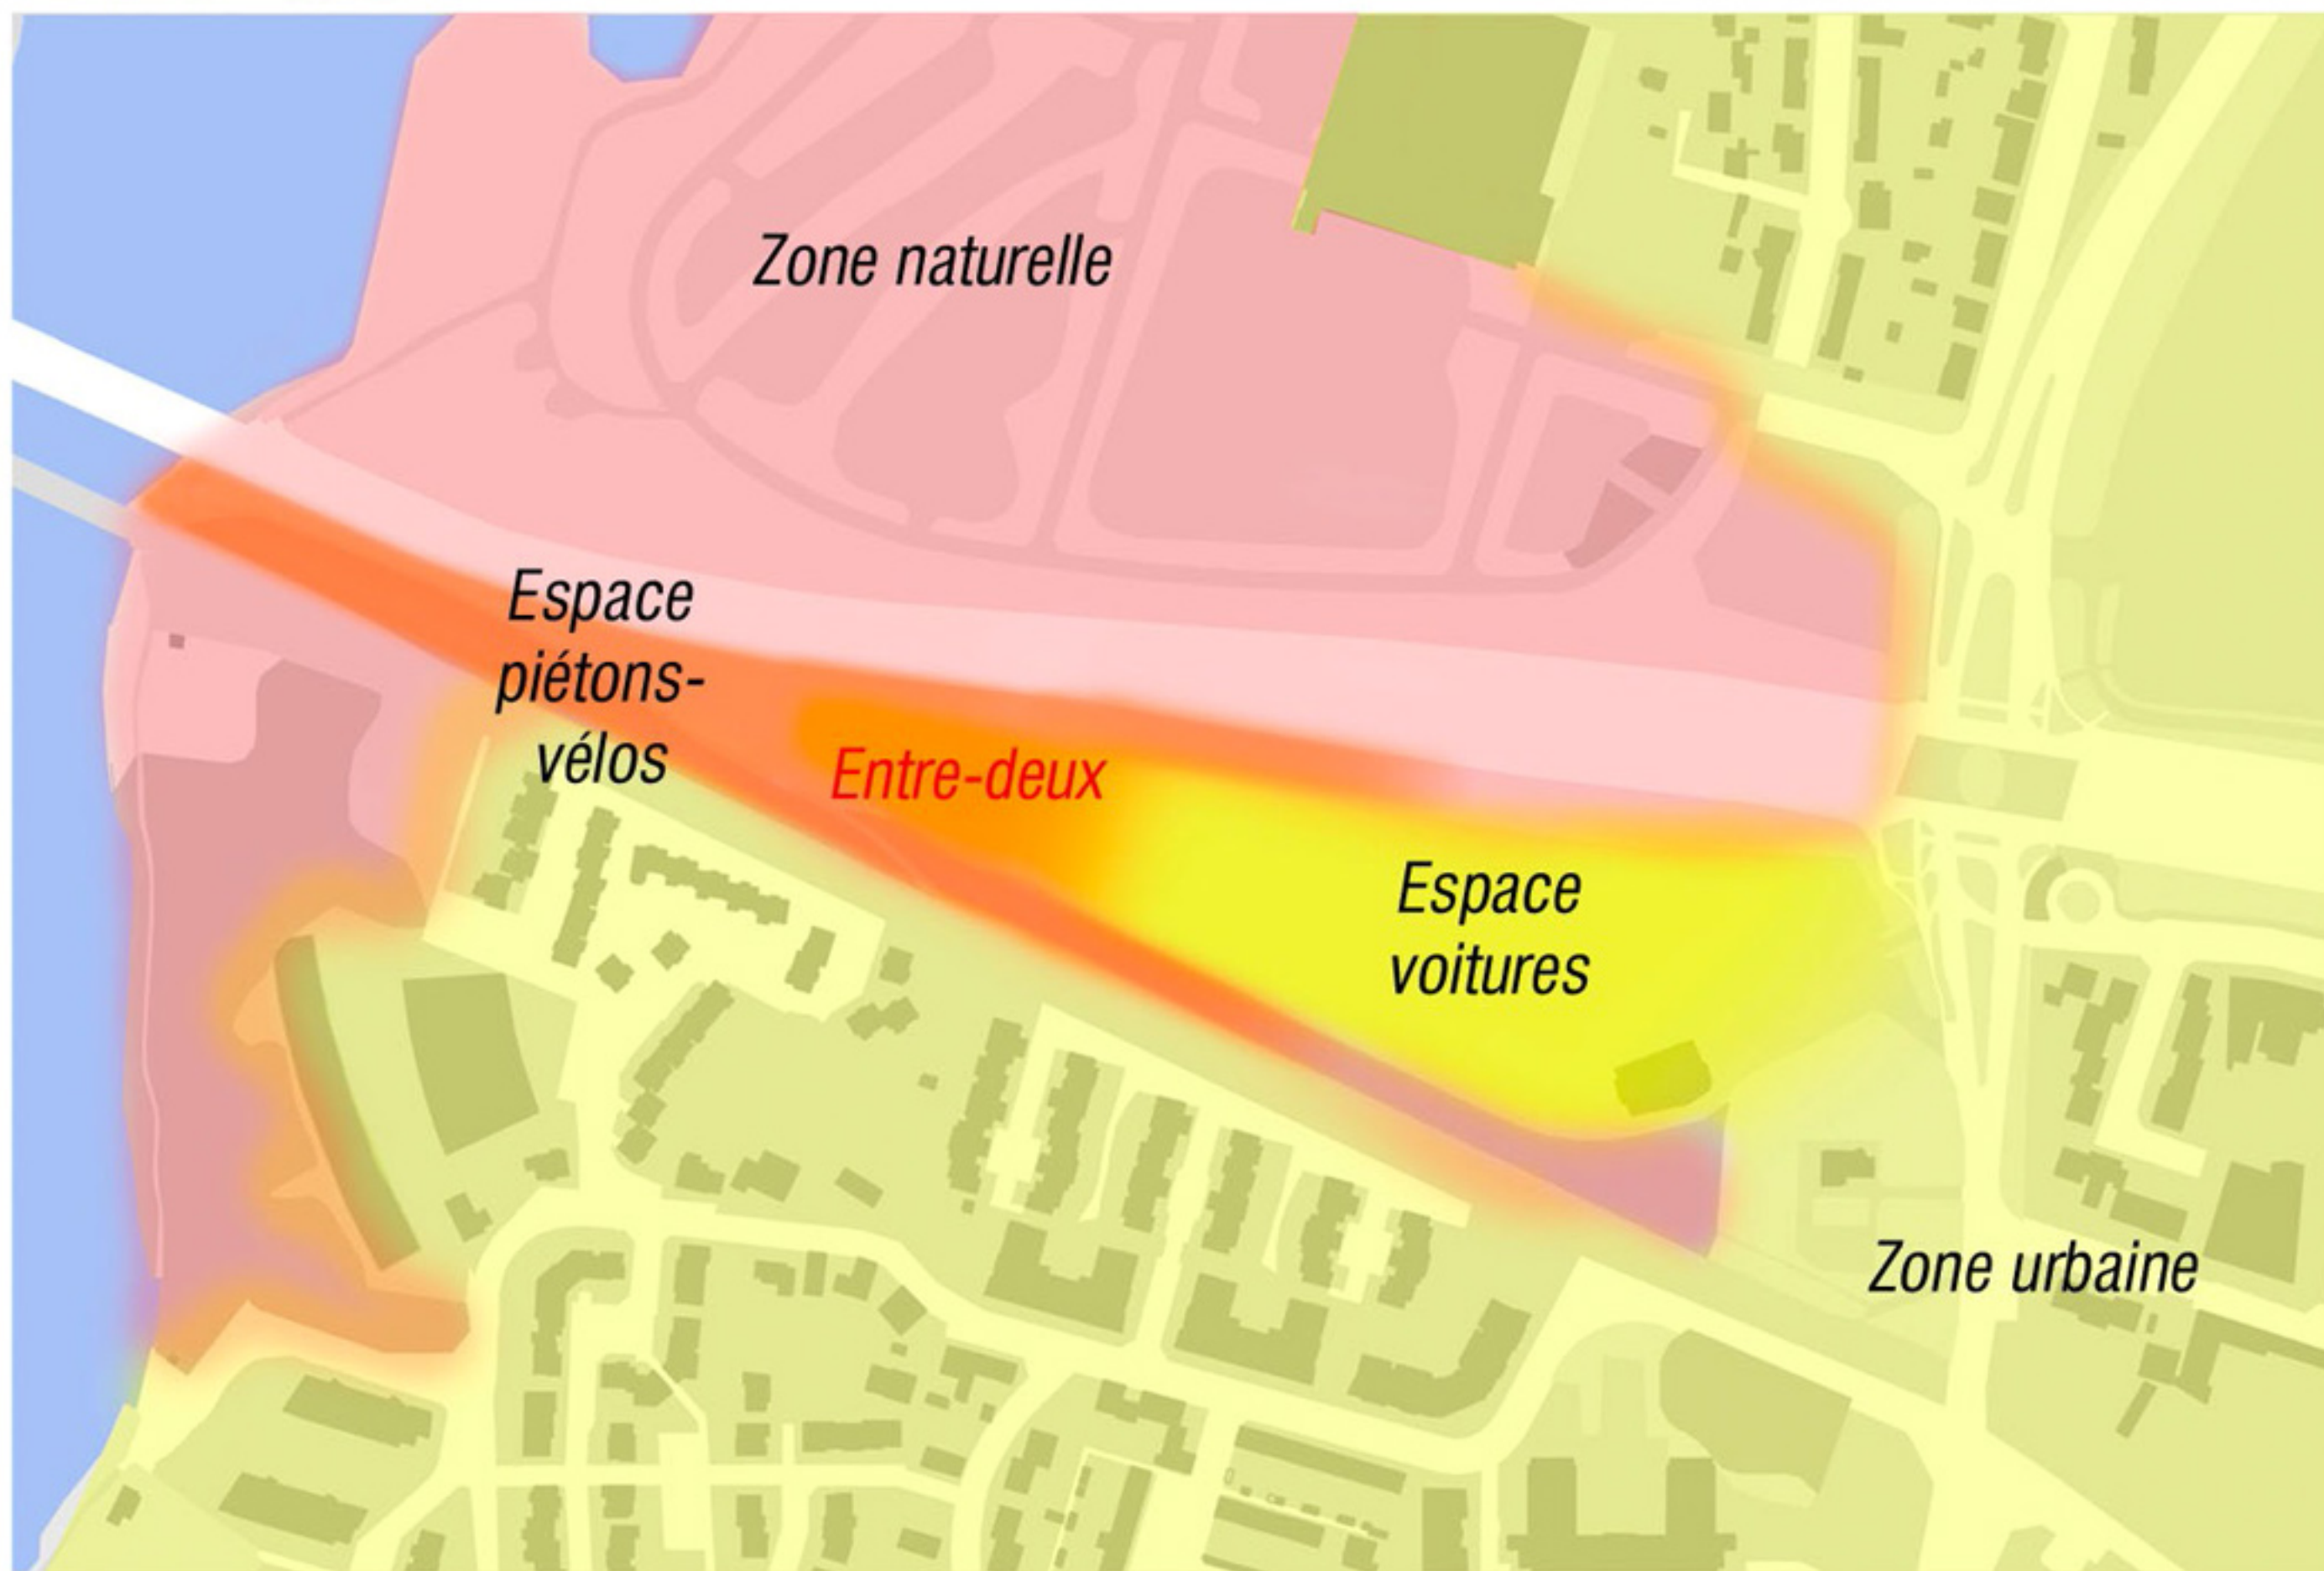 Zone naturelle
Espace
piétons-
vélos
Entre-deux
Espace
voitures
Zone urbaine